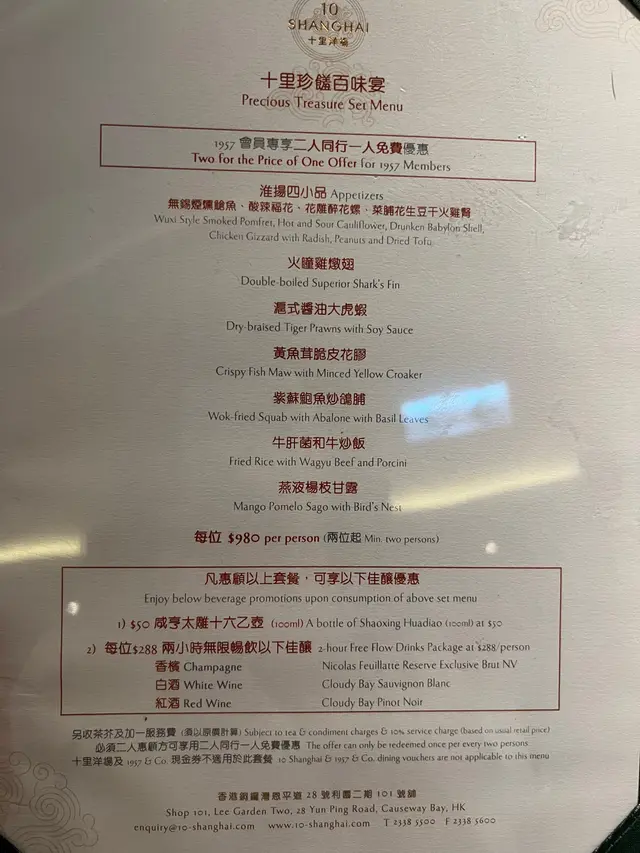 10
SHANGHAI
十里洋場
十里珍饈百味宴
Precious Treasure Set Menu
1957 會員專享二人同行一人免費優惠
Two for the Price of One Offer for 1957 Members
淮揚四小品 Appetizers
無錫煙燻鯧魚、酸辣福花、花雕醉花螺、菜脯花生豆干火雞腎
Wuxi Style Smoked Pomfret, Hot and Sour Cauliflower, Drunken Babylon Shell,
Chicken Gizzard with Radish, Peanuts and Dried Tofu
火瞳雞燉翅
Double-boiled Superior Shark's Fin
滬式醬油大虎蝦
Dry-braised Tiger Prawns with Soy Sauce
黃魚茸脆皮花膠
Crispy Fish Maw with Minced Yellow Croaker
紫蘇鮑魚炒鴿脯
Wok-fried Squab with Abalone with Basil Leaves
牛肝菌和牛炒飯
Fried Rice with Wagyu Beef and Porcini
燕液楊枝甘露
Mango Pomelo Sago with Bird's Nest
每位 $980 per person (兩位起 Min. two persons)
凡惠顧以上套餐，可享以下佳釀優惠
Enjoy below beverage promotions upon consumption of above set menu
1) $50 咸亨太雕十六乙壺 (100ml) A bottle of Shaoxing Huadiao (100ml) at $50
2) 每位$288 兩小時無限暢飲以下佳釀 2-hour Free Flow Drinks Package at $288/person
香檳 Champagne Nicolas Feuillatte Reserve Exclusive Brut NV
白酒 White Wine Cloudy Bay Sauvignon Blanc
紅酒 Red Wine Cloudy Bay Pinot Noir
另收茶芥及加一服務費 (須以原價計算) Subject to tea & condiment charges & 10% service charge (based on usual retail price)
必須二人惠顧方可享用二人同行一人免費優惠 The offer can only be redeemed once per every two persons
十里洋場及 1957 & Co. 現金券不適用於此套餐 10 Shanghai & 1957 & Co. dining vouchers are not applicable to this menu
香港銅鑼灣恩平道 28 號利園二期 101 號舖
Shop 101, Lee Garden Two, 28 Yun Ping Road, Causeway Bay, HK
enquiry@10-shanghai.com www.10-shanghai.com T 2338 5500 F 2338 5600